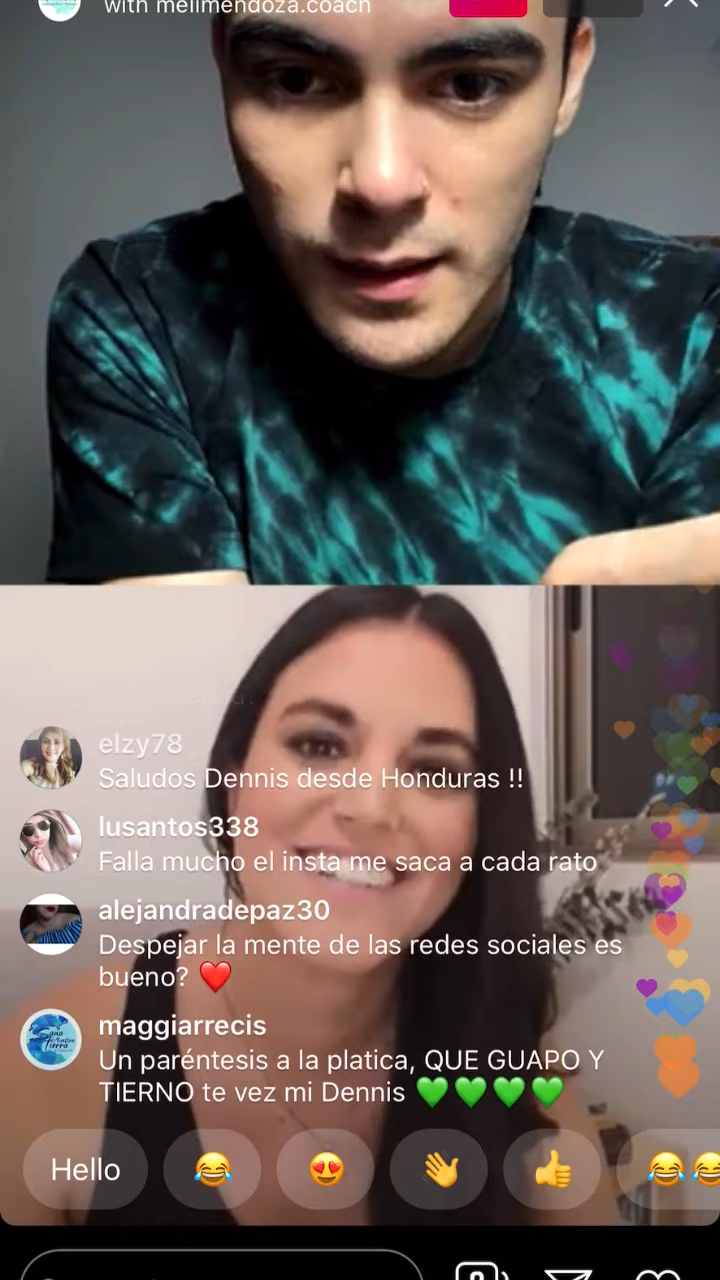 with melimendoza.coach
elzy78
Saludos Dennis desde Honduras !!
lusantos338
Falla mucho el insta me saca a cada rato
alejandradepaz30
Despejar la mente de las redes sociales es
bueno? ❤️
maggiarrecis
Un paréntesis a la platica, QUE GUAPO Y
TIERNO te vez mi Dennis 💚💚💚💚
Hello 😂 😍 👋 👍 😂😂